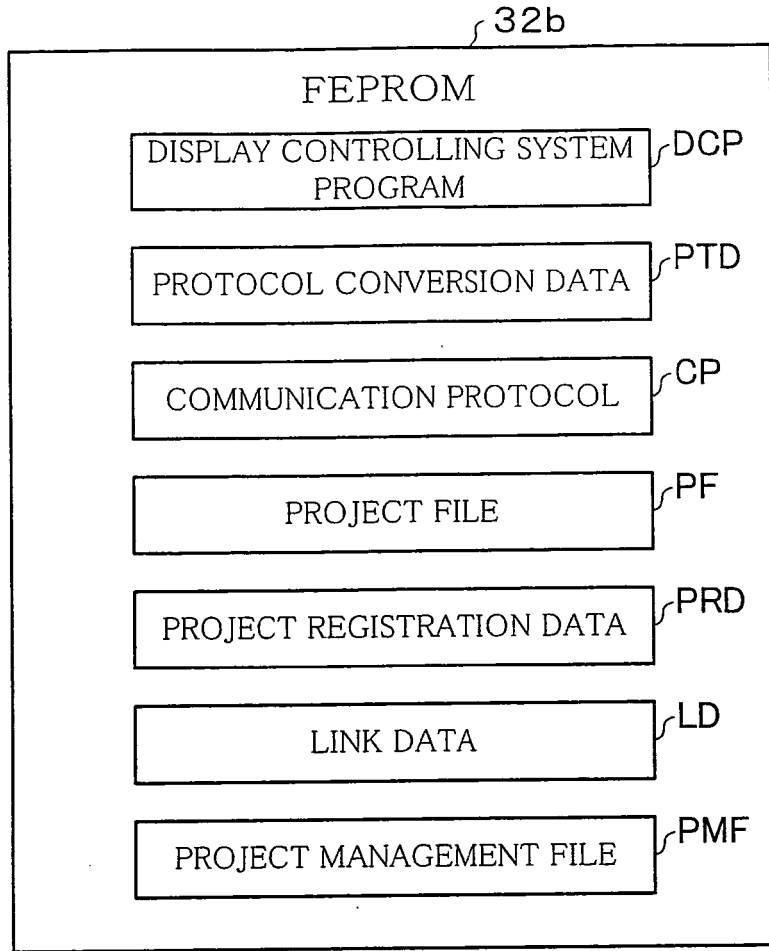 32b
FEPROM
DISPLAY CONTROLLING SYSTEM
PROGRAM
DCP
PROTOCOL CONVERSION DATA
PTD
COMMUNICATION PROTOCOL
CP
PROJECT FILE
PF
PROJECT REGISTRATION DATA
PRD
LINK DATA
LD
PROJECT MANAGEMENT FILE
PMF